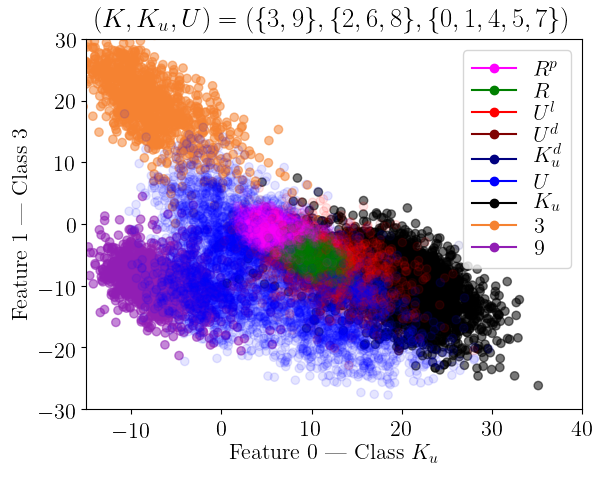 (K, K_u, U) = ({3, 9}, {2, 6, 8}, {0, 1, 4, 5, 7})
30
20
10
0
−10
−20
−30
Feature 1 — Class 3
R^p
R
U^l
U^d
K_u^d
U
K_u
3
9
−10
0
10
20
30
40
Feature 0 — Class K_u